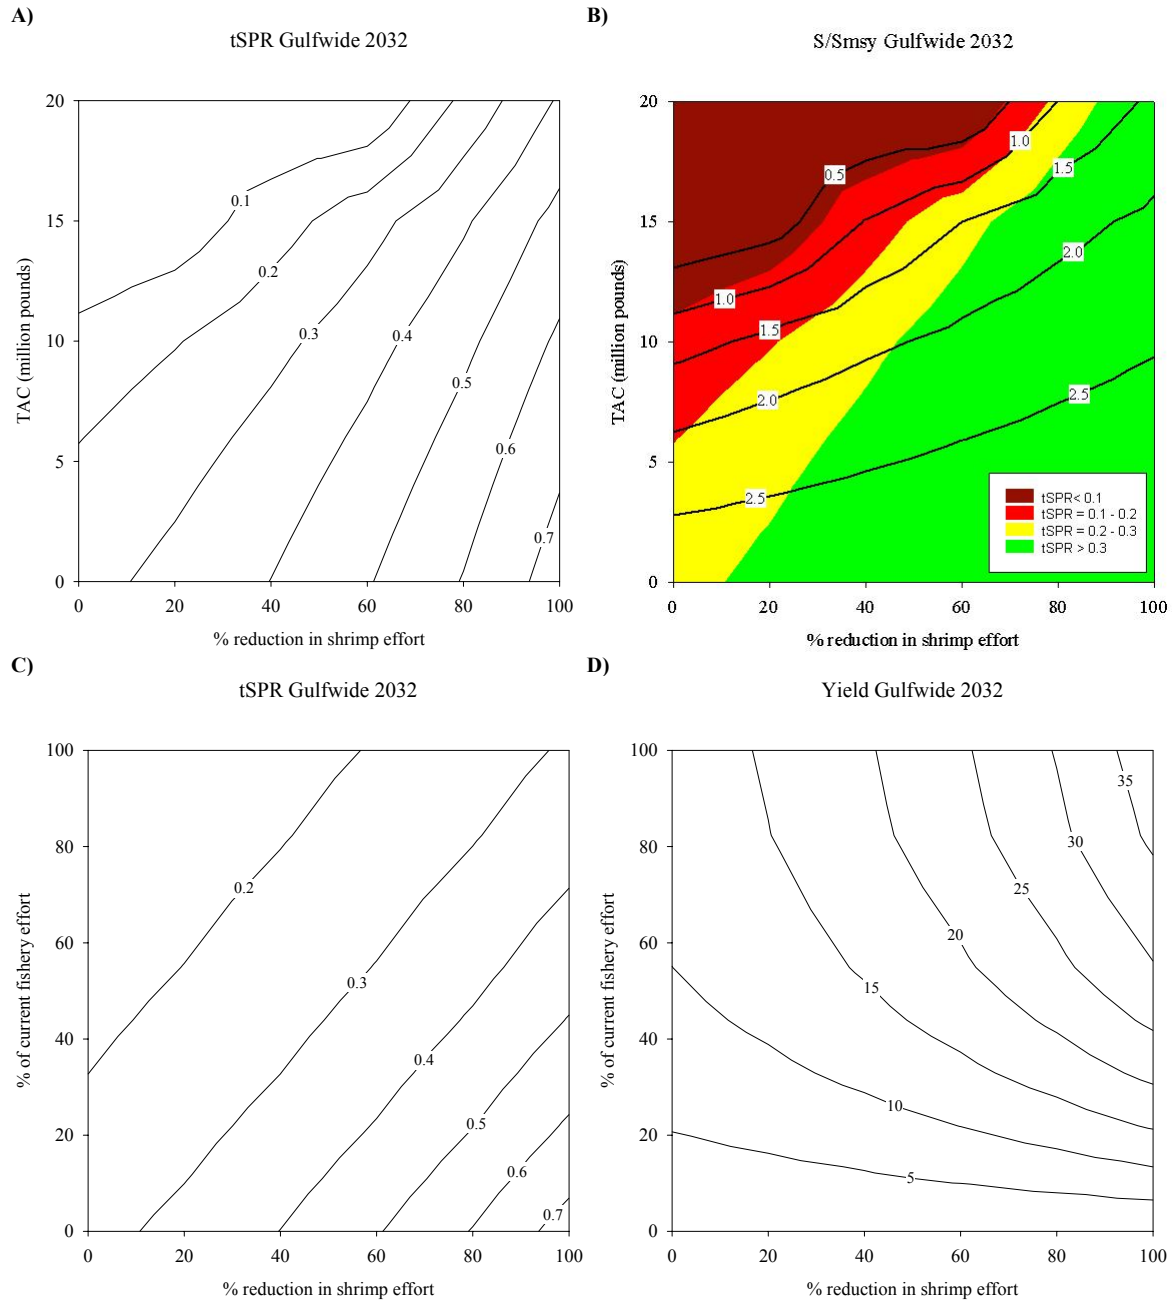 A)
tSPR Gulfwide 2032
20
15
10
5
0
TAC (million pounds)
0.1
0.2
0.3
0.4
0.5
0.6
0.7
0 20 40 60 80 100
% reduction in shrimp effort
B)
S/Smsy Gulfwide 2032
20
15
10
5
0
TAC (million pounds)
0.5
1.0
1.5
1.0
1.5
2.0
2.0
2.5
2.5
tSPR< 0.1
tSPR = 0.1 - 0.2
tSPR = 0.2 - 0.3
tSPR > 0.3
0 20 40 60 80 100
% reduction in shrimp effort
C)
tSPR Gulfwide 2032
100
80
60
40
20
0
% of current fishery effort
0.2
0.3
0.4
0.5
0.6
0.7
0 20 40 60 80 100
% reduction in shrimp effort
D)
Yield Gulfwide 2032
100
80
60
40
20
0
% of current fishery effort
35
30
25
20
15
10
5
0 20 40 60 80 100
% reduction in shrimp effort